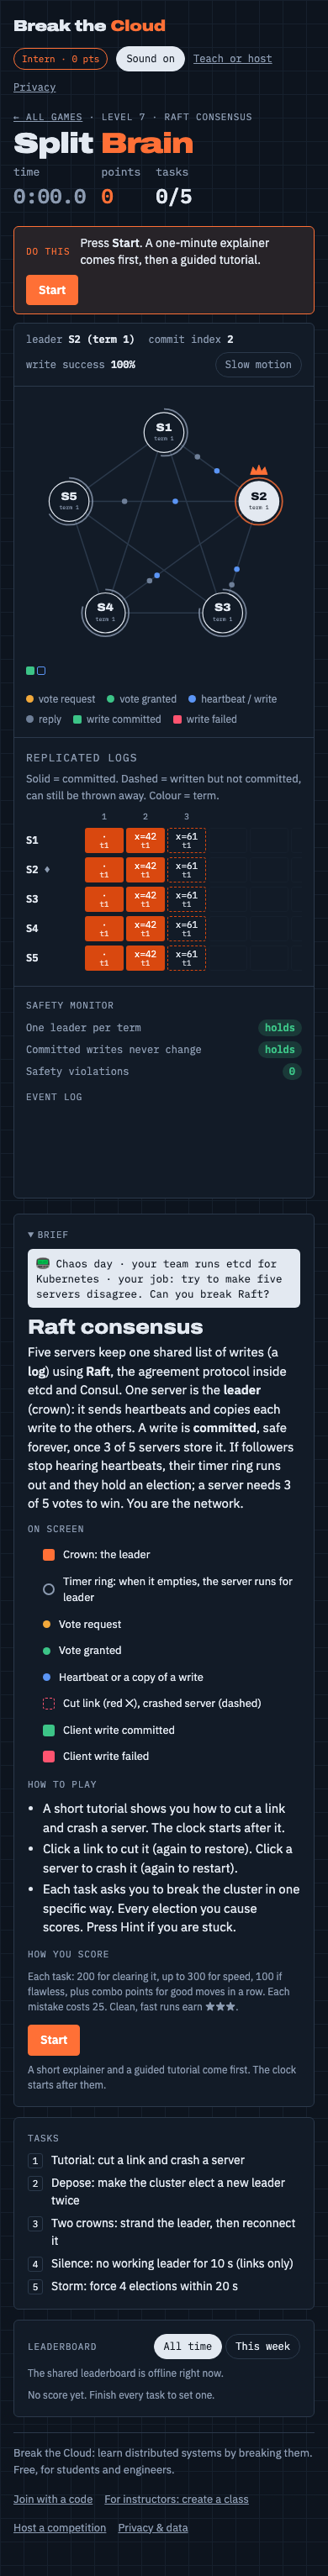 Break the Cloud
Intern · 0 pts
Sound on
Teach or host
Privacy
← ALL GAMES · LEVEL 7 · RAFT CONSENSUS
Split Brain
time points tasks
0:00.0 0 0/5
DO THIS
Press Start. A one-minute explainer
comes first, then a guided tutorial.
Start
leader S2 (term 1) commit index 2
write success 100%
Slow motion
S1
term 1
S5
term 1
S2
term 1
S4
term 1
S3
term 1
vote request vote granted heartbeat / write
reply write committed write failed
REPLICATED LOGS
Solid = committed. Dashed = written but not committed,
can still be thrown away. Colour = term.
1 2 3
S1 · t1 x=42 t1 x=61 t1
S2 ♦ · t1 x=42 t1 x=61 t1
S3 · t1 x=42 t1 x=61 t1
S4 · t1 x=42 t1 x=61 t1
S5 · t1 x=42 t1 x=61 t1
SAFETY MONITOR
One leader per term holds
Committed writes never change holds
Safety violations 0
EVENT LOG
▼ BRIEF
Chaos day · your team runs etcd for
Kubernetes · your job: try to make five
servers disagree. Can you break Raft?
Raft consensus
Five servers keep one shared list of writes (a
log) using Raft, the agreement protocol inside
etcd and Consul. One server is the leader
(crown): it sends heartbeats and copies each
write to the others. A write is committed, safe
forever, once 3 of 5 servers store it. If followers
stop hearing heartbeats, their timer ring runs
out and they hold an election; a server needs 3
of 5 votes to win. You are the network.
ON SCREEN
Crown: the leader
Timer ring: when it empties, the server runs for
leader
Vote request
Vote granted
Heartbeat or a copy of a write
Cut link (red ✕), crashed server (dashed)
Client write committed
Client write failed
HOW TO PLAY
• A short tutorial shows you how to cut a link
and crash a server. The clock starts after it.
• Click a link to cut it (again to restore). Click a
server to crash it (again to restart).
• Each task asks you to break the cluster in one
specific way. Every election you cause
scores. Press Hint if you are stuck.
HOW YOU SCORE
Each task: 200 for clearing it, up to 300 for speed, 100 if
flawless, plus combo points for good moves in a row. Each
mistake costs 25. Clean, fast runs earn ★★★.
Start
A short explainer and a guided tutorial come first. The clock
starts after them.
TASKS
1 Tutorial: cut a link and crash a server
2 Depose: make the cluster elect a new leader
twice
3 Two crowns: strand the leader, then reconnect
it
4 Silence: no working leader for 10 s (links only)
5 Storm: force 4 elections within 20 s
LEADERBOARD
All time
This week
The shared leaderboard is offline right now.
No score yet. Finish every task to set one.
Break the Cloud: learn distributed systems by breaking them.
Free, for students and engineers.
Join with a code For instructors: create a class
Host a competition Privacy & data